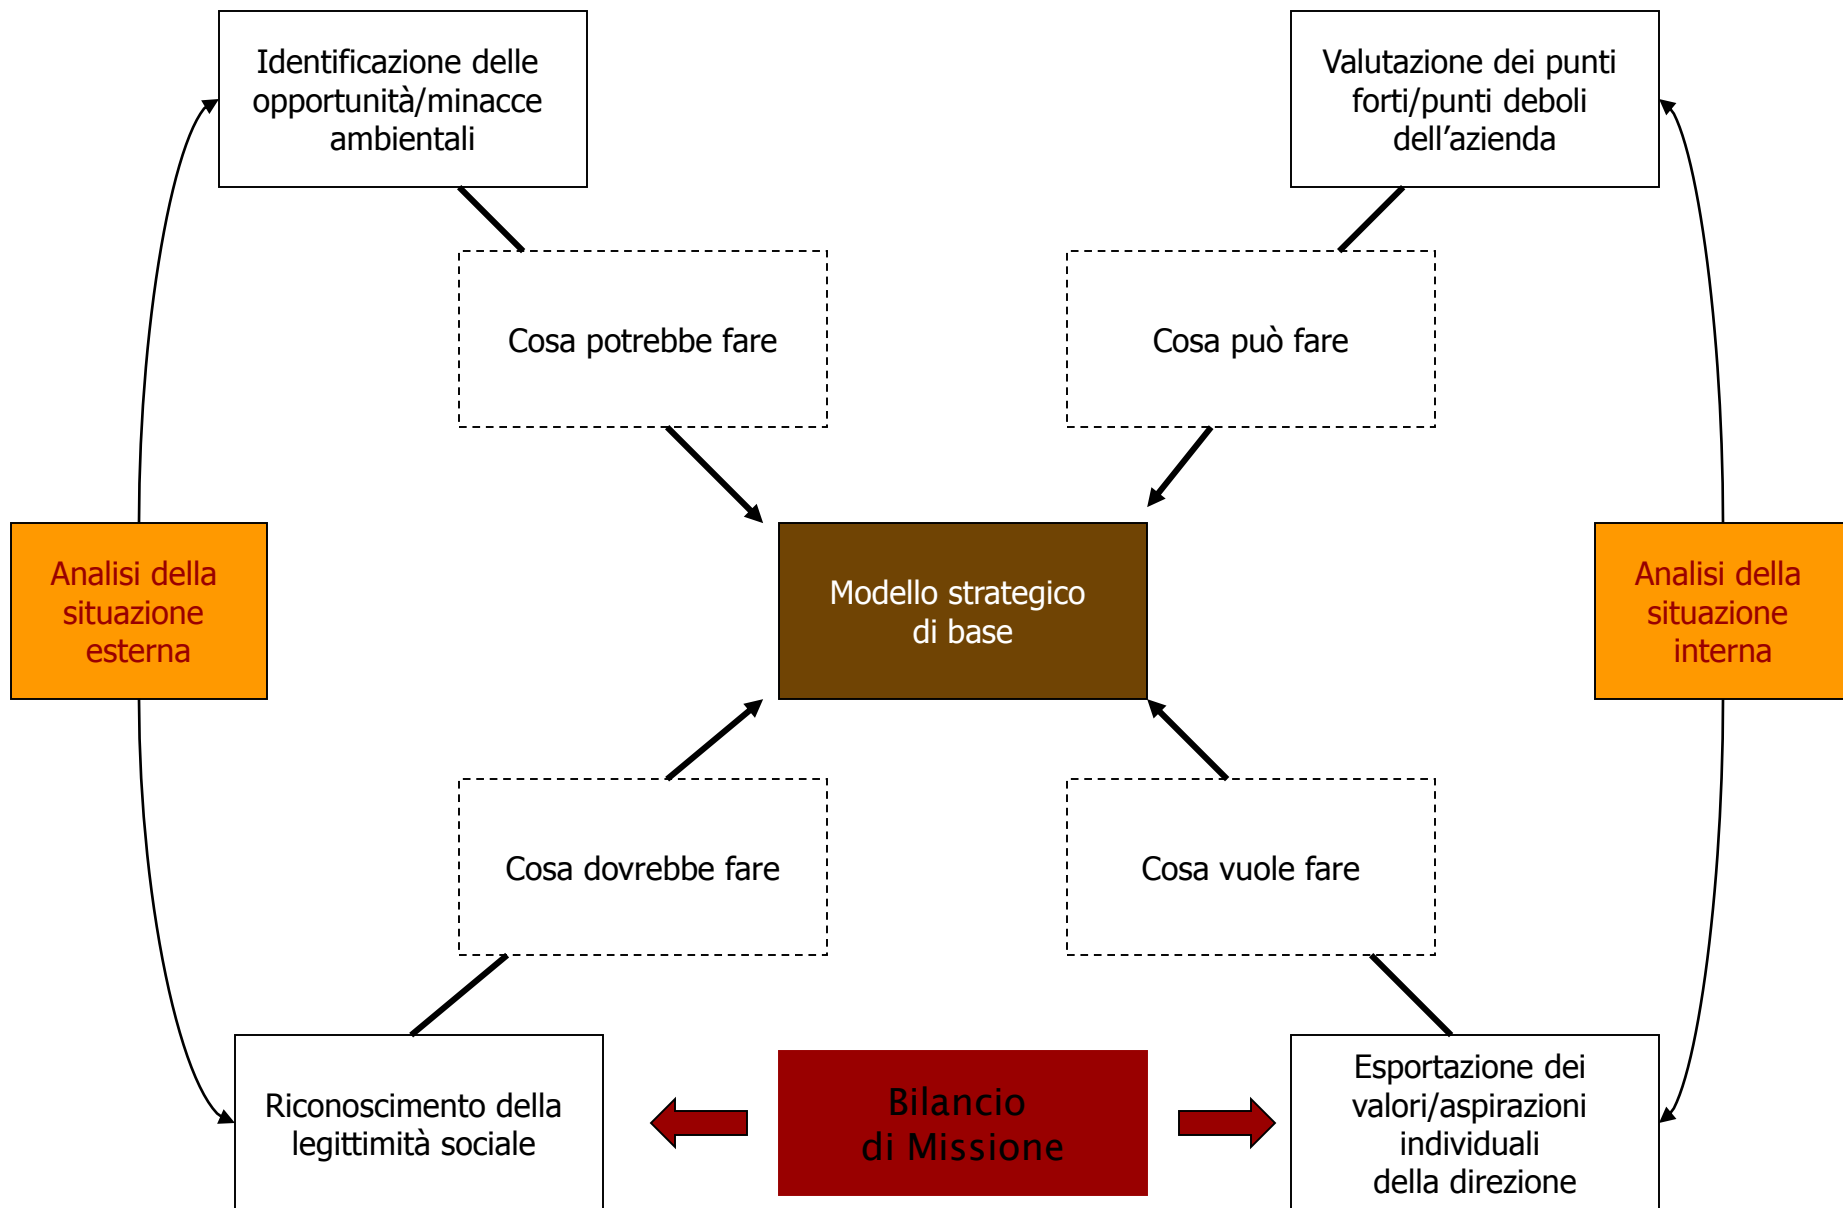 Identificazione delle
opportunità/minacce
ambientali
Valutazione dei punti
forti/punti deboli
dell’azienda
Cosa potrebbe fare
Cosa può fare
Analisi della
situazione
esterna
Modello strategico
di base
Analisi della
situazione
interna
Cosa dovrebbe fare
Cosa vuole fare
Riconoscimento della
legittimità sociale
Bilancio
di Missione
Esportazione dei
valori/aspirazioni
individuali
della direzione